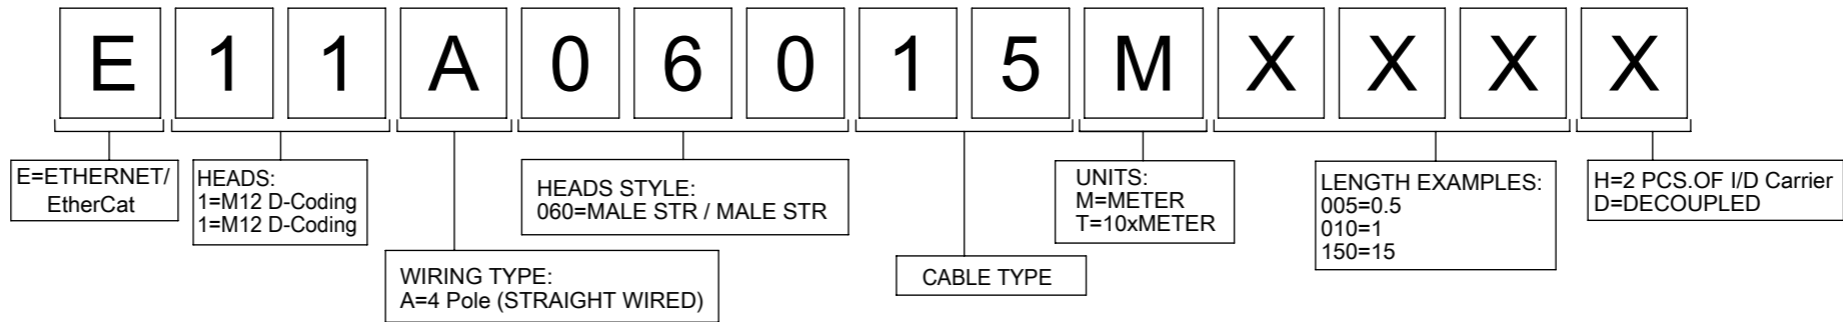 E 1 1 A 0 6 0 1 5 M X X X X
E=ETHERNET/
EtherCat
HEADS:
1=M12 D-Coding
1=M12 D-Coding
WIRING TYPE:
A=4 Pole (STRAIGHT WIRED)
HEADS STYLE:
060=MALE STR / MALE STR
CABLE TYPE
UNITS:
M=METER
T=10xMETER
LENGTH EXAMPLES:
005=0.5
010=1
150=15
H=2 PCS.OF I/D Carrier
D=DECOUPLED